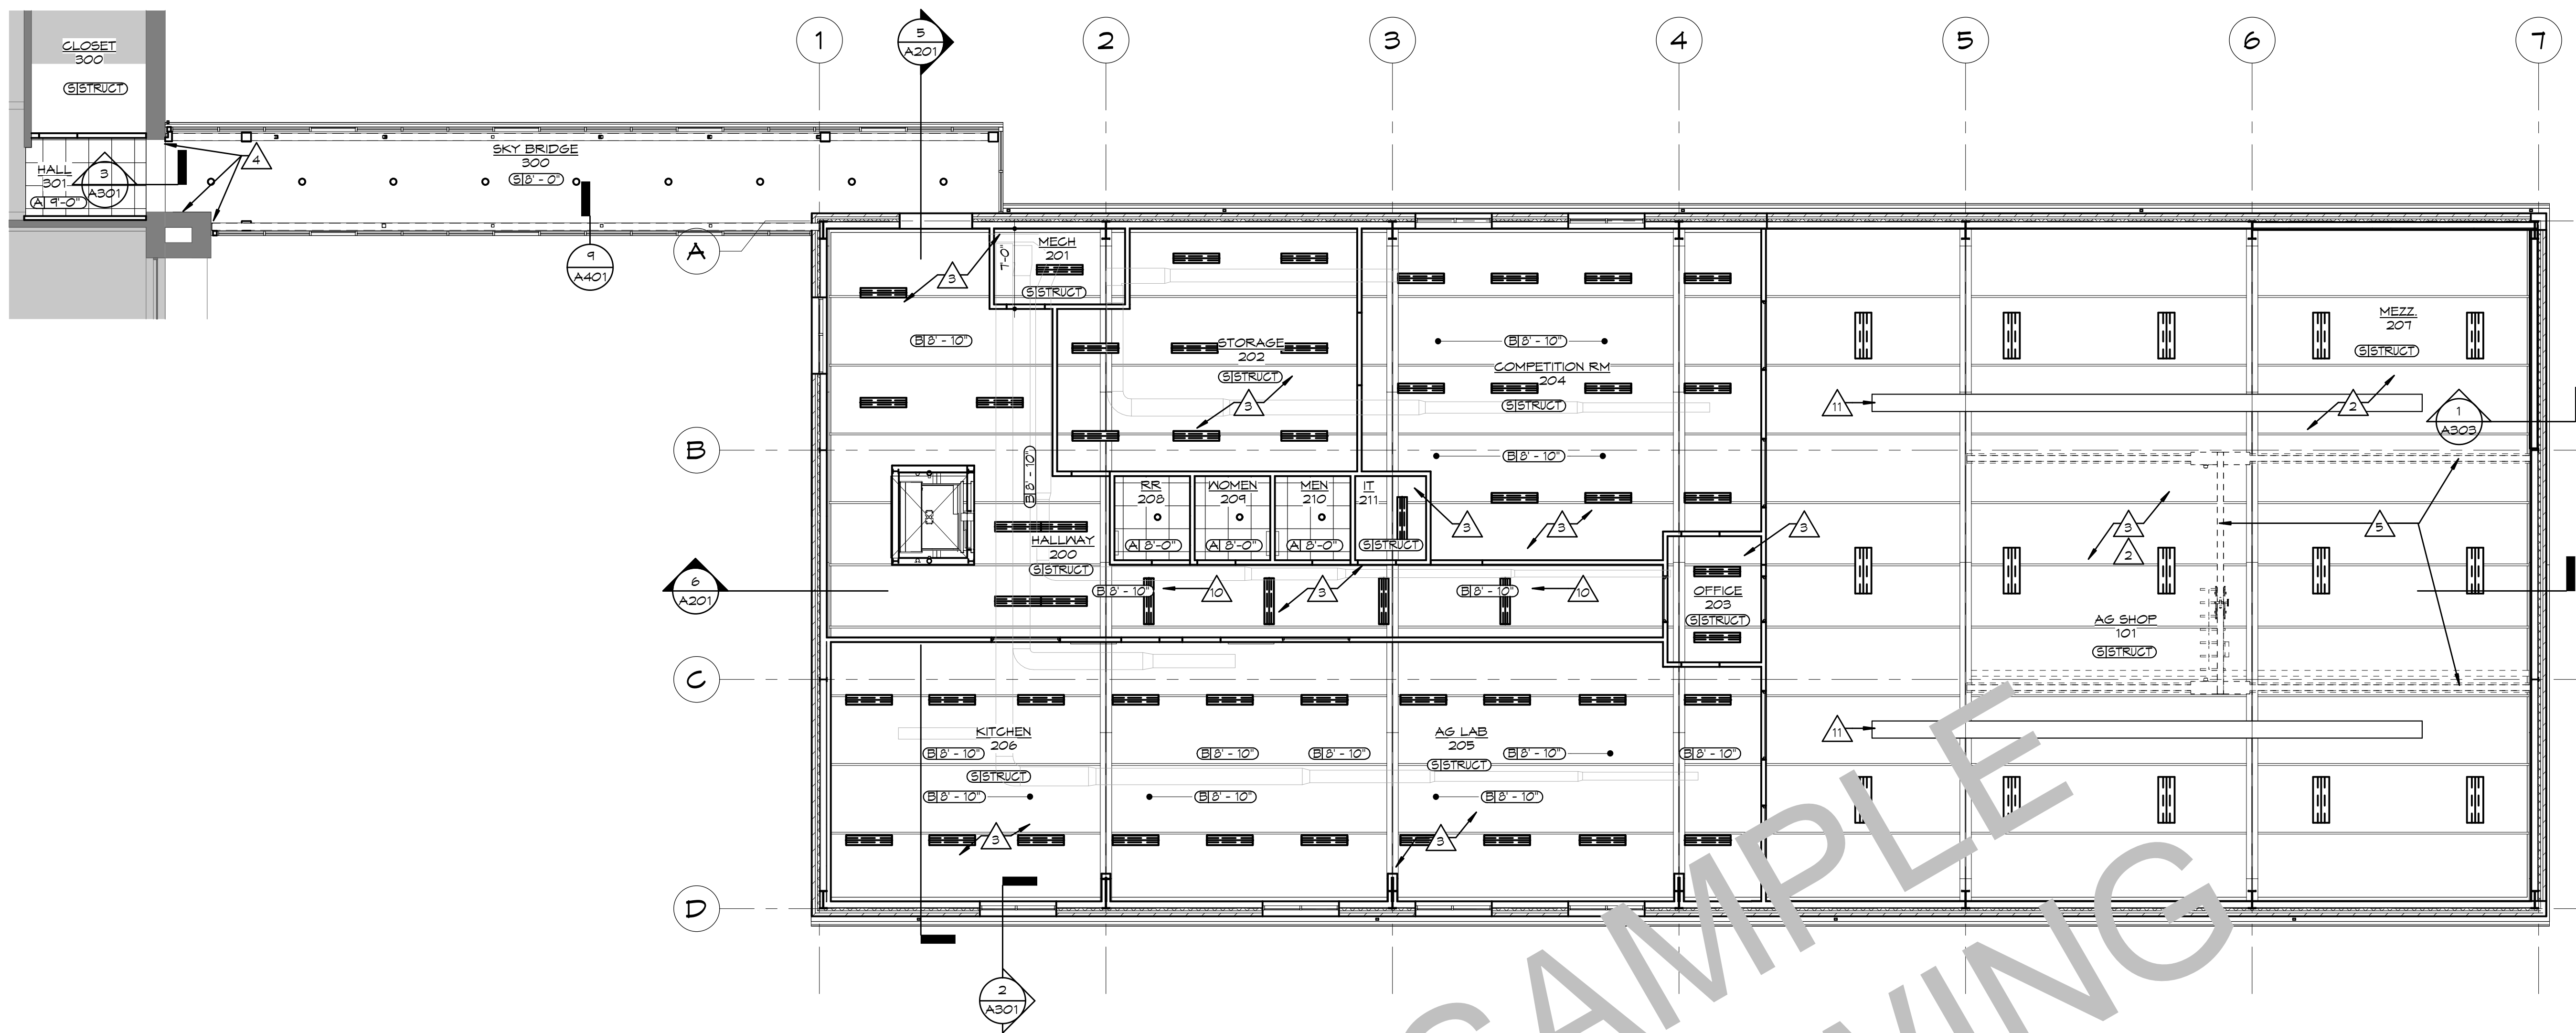 1
5
A201
2
3
4
5
6
7
CLOSET
300
S STRUCT
HALL
301
A 9'-0"
3
A301
4
SKY BRIDGE
300
S 8' - 0"
9
A401
A
B
C
D
MECH
201
7'-0"
S STRUCT
3
B 8' - 10"
STORAGE
202
S STRUCT
3
B 8' - 10"
COMPETITION RM
204
S STRUCT
B 8' - 10"
MEZZ.
207
S STRUCT
11
2
1
A303
B 8' - 10"
RR
208
A 8'-0"
WOMEN
209
A 8'-0"
MEN
210
A 8'-0"
IT
211
S STRUCT
3
3
3
3
2
5
HALLWAY
200
S STRUCT
6
A201
B 8' - 10"
10
3
B 8' - 10"
10
OFFICE
203
S STRUCT
AG SHOP
101
S STRUCT
KITCHEN
206
B 8' - 10"
S STRUCT
B 8' - 10"
B 8' - 10"
B 8' - 10"
B 8' - 10"
AG LAB
205
S STRUCT
B 8' - 10"
B 8' - 10"
B 8' - 10"
11
3
3
2
A301
SAMPLE